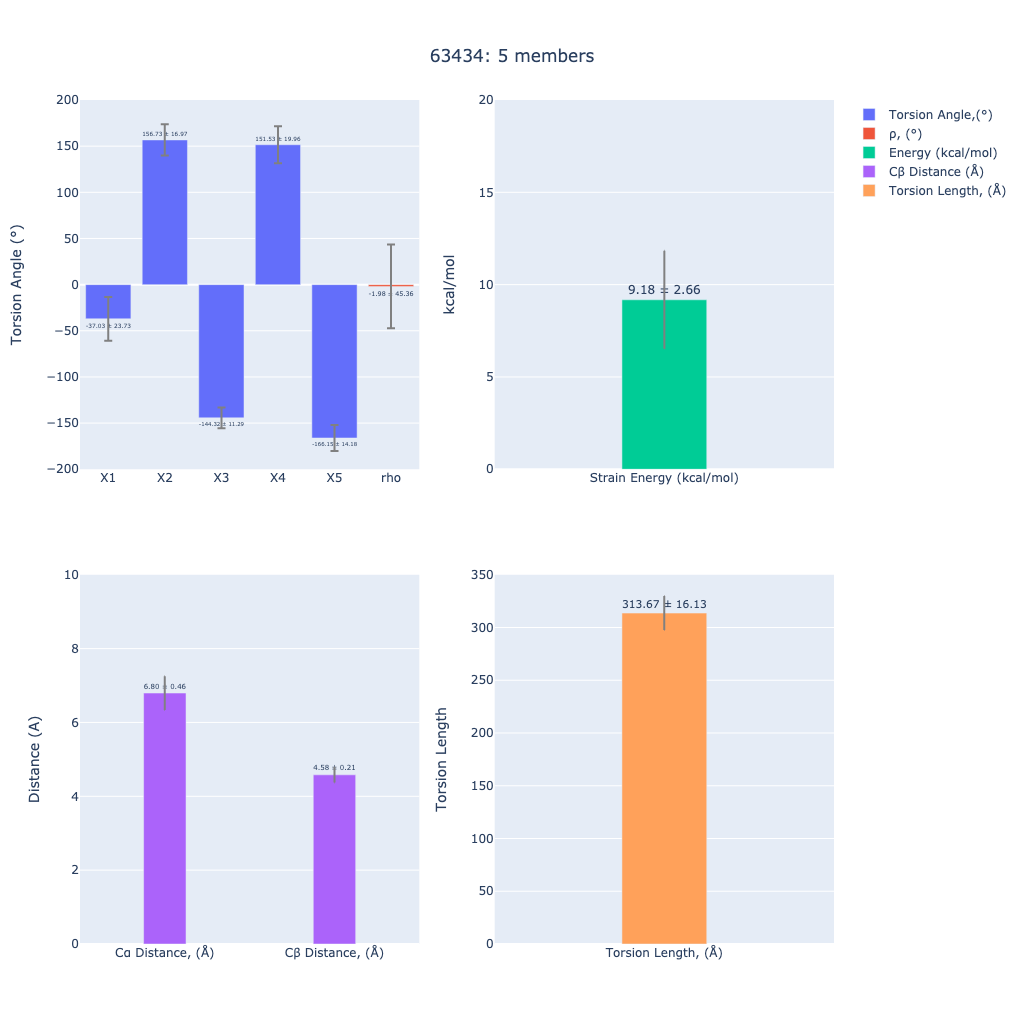 63434: 5 members
Torsion Angle (°)
200
150
100
50
0
−50
−100
−150
−200
-37.03 ± 23.73
156.73 ± 16.97
-144.32 ± 11.29
151.53 ± 19.96
-166.15 ± 14.18
-1.98 ± 45.36
X1 X2 X3 X4 X5 rho
kcal/mol
20
15
10
5
0
9.18 ± 2.66
Strain Energy (kcal/mol)
Torsion Angle,(°)
ρ, (°)
Energy (kcal/mol)
Cβ Distance (Å)
Torsion Length, (Å)
Distance (A)
10
8
6
4
2
0
6.80 ± 0.46
4.58 ± 0.21
Cα Distance, (Å) Cβ Distance, (Å)
Torsion Length
350
300
250
200
150
100
50
0
313.67 ± 16.13
Torsion Length, (Å)